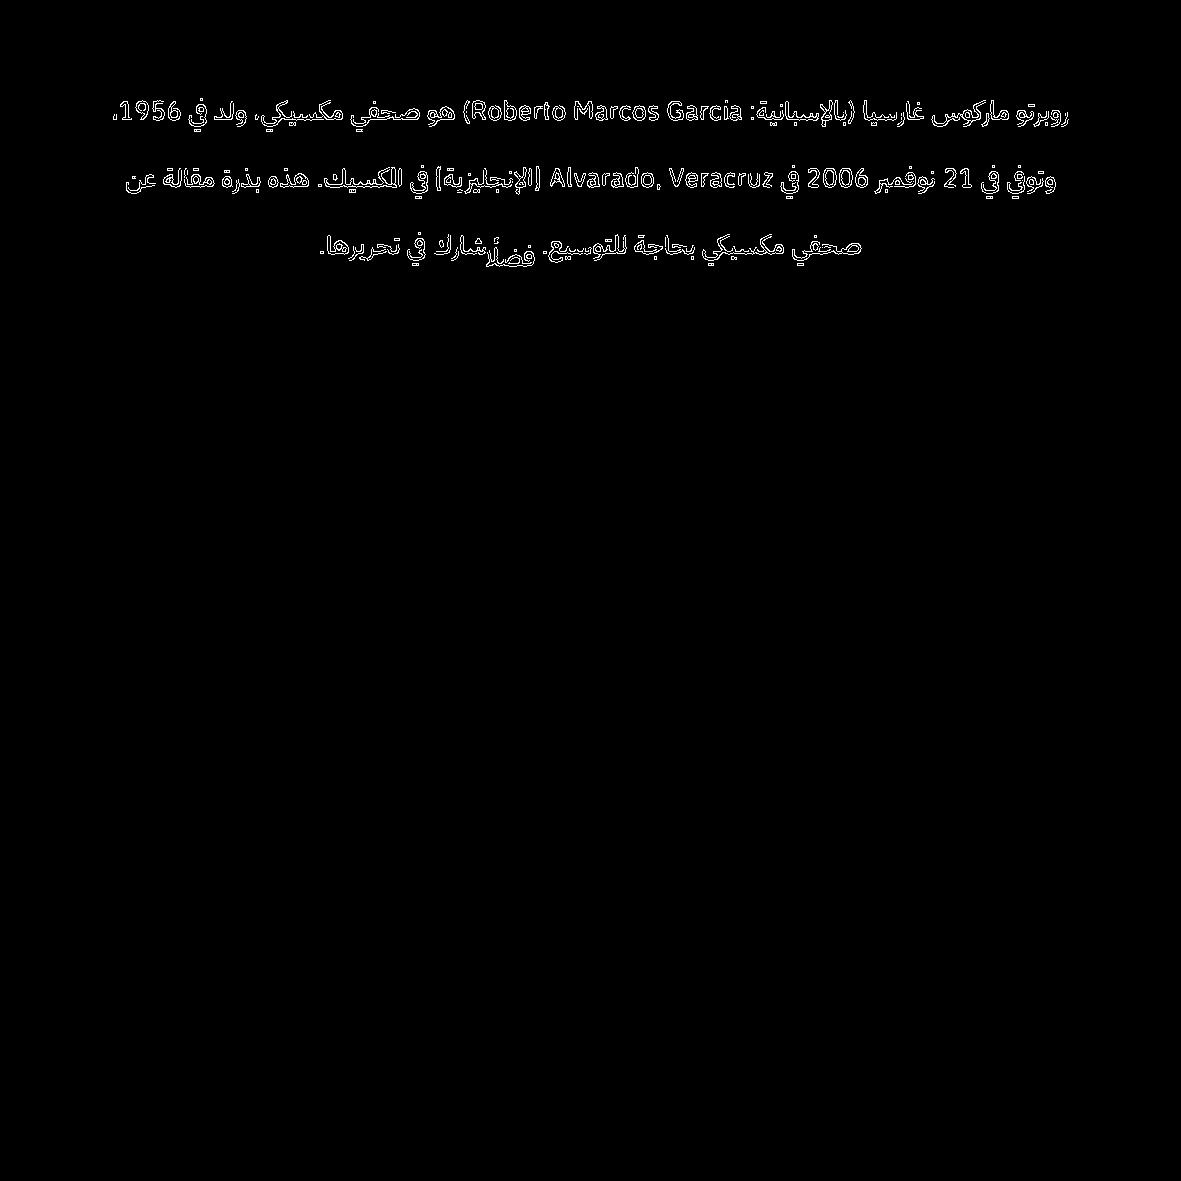 روبرتو ماركوس غارسيا (بالإسبانية: Roberto Marcos Garcia) هو صحفي مكسيكي، ولد في 1956،
وتوفي في 21 نوفمبر 2006 في Alvarado, Veracruz [الإنجليزية] في المكسيك. هذه بذرة مقالة عن
صحفي مكسيكي بحاجة للتوسيع. فضلًا شارك في تحريرها.